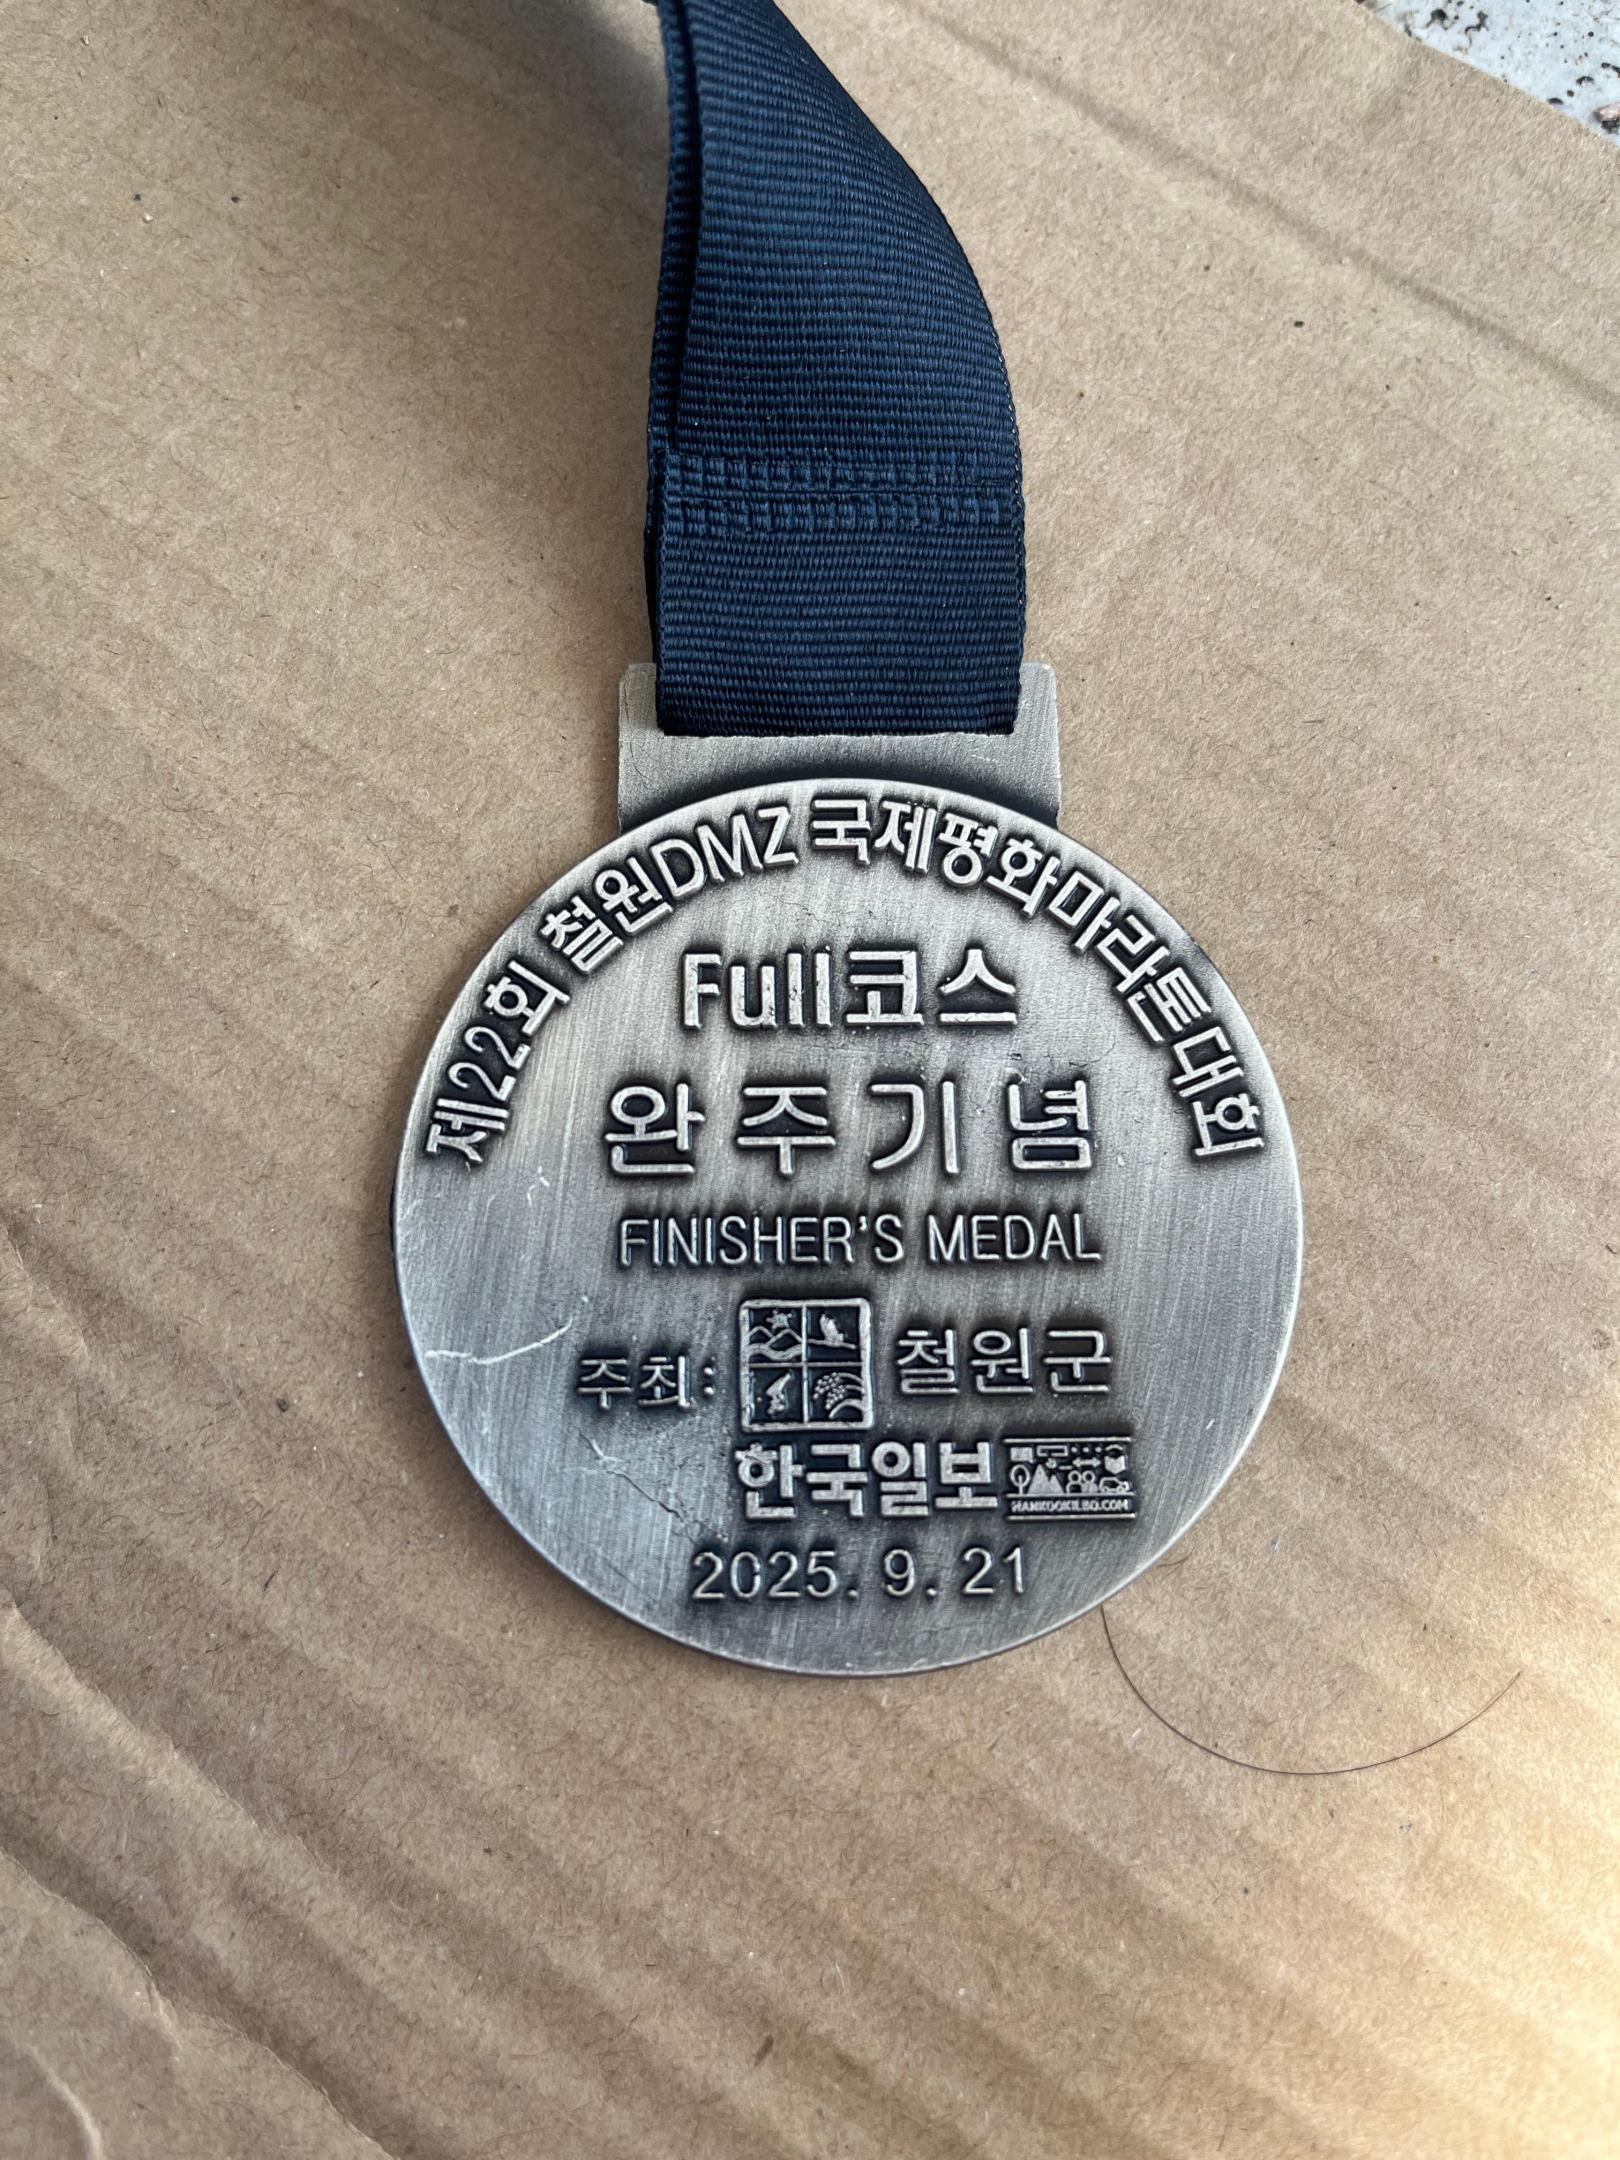 제22회 철원DMZ 국제평화마라톤대회
Full코스
완주기념
FINISHER'S MEDAL
주최: 철원군
한국일보 HANKOOKILBO.COM
2025. 9. 21